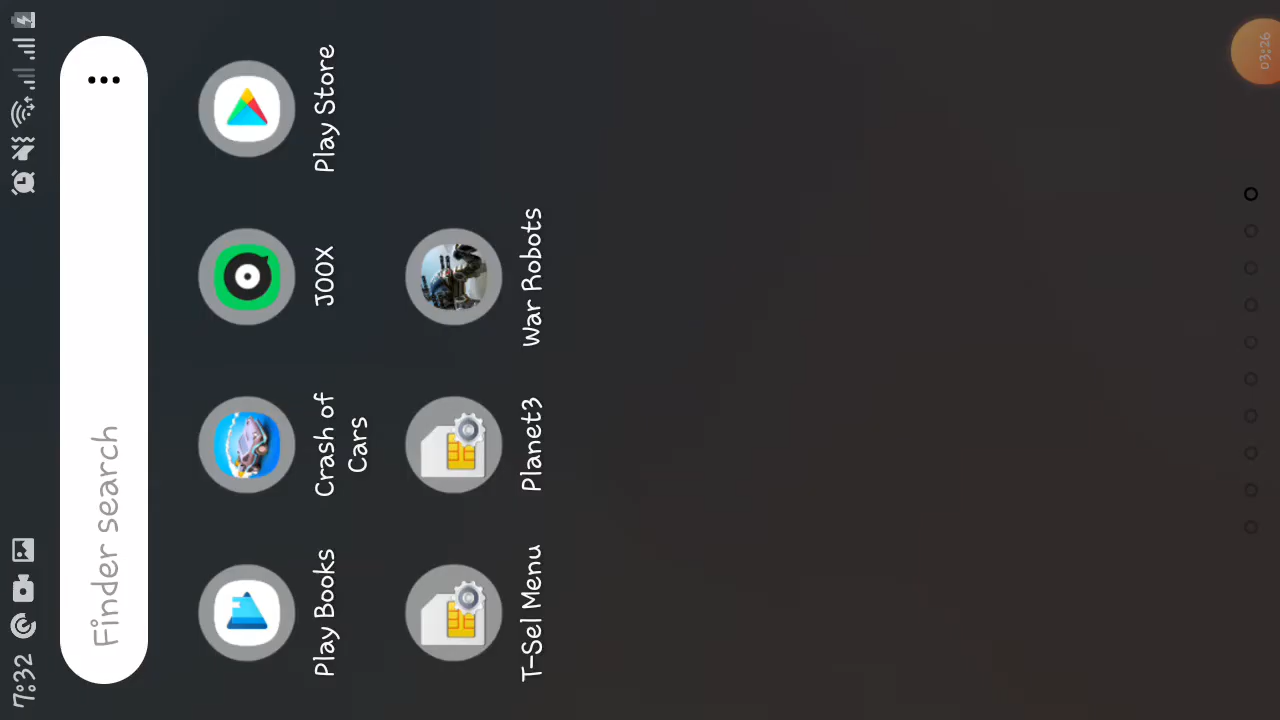 7:32
Finder search
Play Books
Crash of
Cars
JOOX
Play Store
T-Sel Menu
Planet3
War Robots
03:26